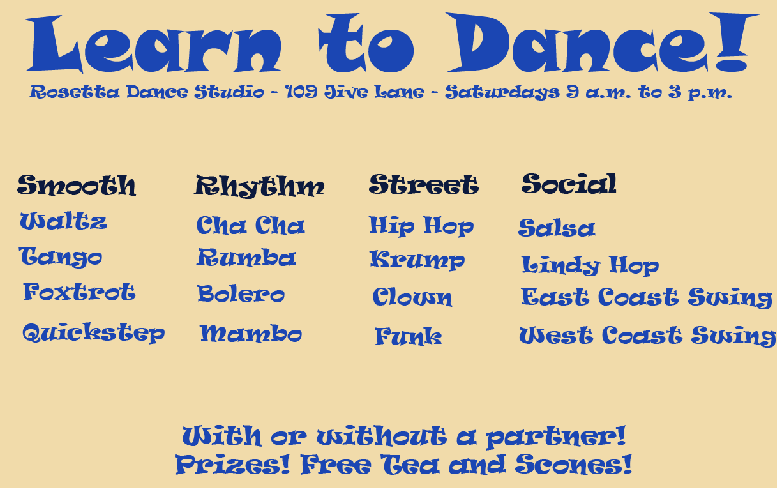 Learn to Dance!
Rosetta Dance Studio - 109 Jive Lane - Saturdays 9 a.m. to 3 p.m.
Smooth Rhythm Street Social
Waltz Cha Cha Hip Hop Salsa
Tango Rumba Krump Lindy Hop
Foxtrot Bolero Clown East Coast Swing
Quickstep Mambo Funk West Coast Swing
With or without a partner!
Prizes! Free Tea and Scones!